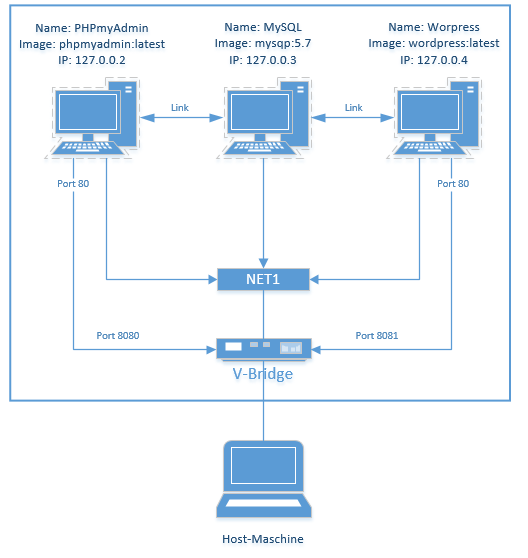 Name: PHPmyAdmin
Image: phpmyadmin:latest
IP: 127.0.0.2
Name: MySQL
Image: mysqp:5.7
IP: 127.0.0.3
Name: Worpress
Image: wordpress:latest
IP: 127.0.0.4
Link
Link
Port 80
Port 80
NET1
Port 8080
Port 8081
V-Bridge
Host-Maschine